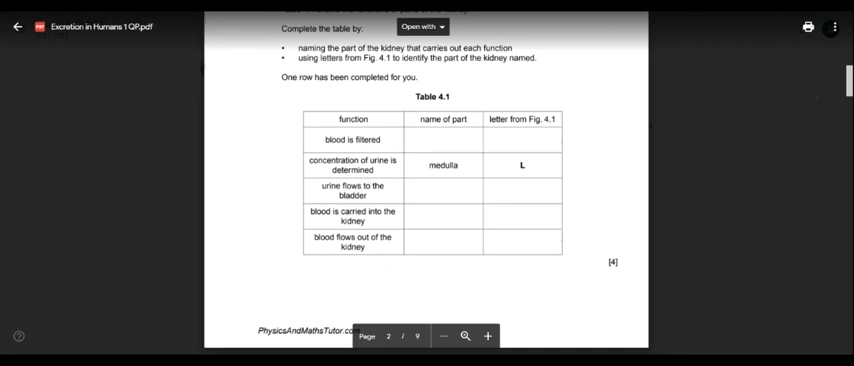 Excretion in Humans 1 QP.pdf
Open with
Complete the table by:
• naming the part of the kidney that carries out each function
• using letters from Fig. 4.1 to identify the part of the kidney named.
One row has been completed for you.
Table 4.1
function name of part letter from Fig. 4.1
blood is filtered
concentration of urine is
determined
medulla L
urine flows to the
bladder
blood is carried into the
kidney
blood flows out of the
kidney
[4]
PhysicsAndMathsTutor.co
Page 2 / 9